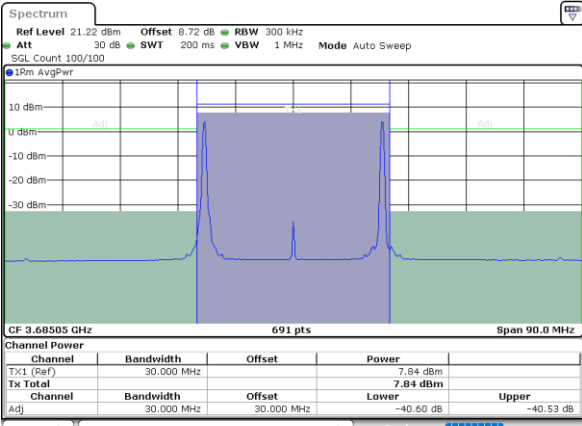 Spectrum
Ref Level 21.22 dBm Offset 8.72 dB RBW 300 kHz
Att 30 dB SWT 200 ms VBW 1 MHz Mode Auto Sweep
SGL Count 100/100
1Rm AvgPwr
10 dBm
Adj Adj
0 dBm
-10 dBm
-20 dBm
-30 dBm
CF 3.68505 GHz 691 pts Span 90.0 MHz
Channel Power
Channel Bandwidth Offset Power
TX1 (Ref) 30.000 MHz 7.84 dBm
Tx Total 7.84 dBm
Channel Bandwidth Offset Lower Upper
Adj 30.000 MHz 30.000 MHz -40.60 dB -40.53 dB